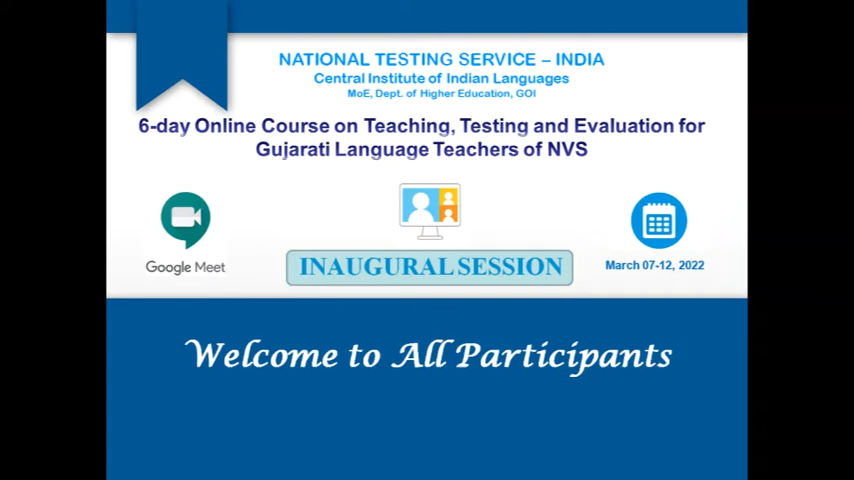 NATIONAL TESTING SERVICE – INDIA
Central Institute of Indian Languages
MoE, Dept. of Higher Education, GOI
6-day Online Course on Teaching, Testing and Evaluation for
Gujarati Language Teachers of NVS
Google Meet
INAUGURAL SESSION
March 07-12, 2022
Welcome to All Participants